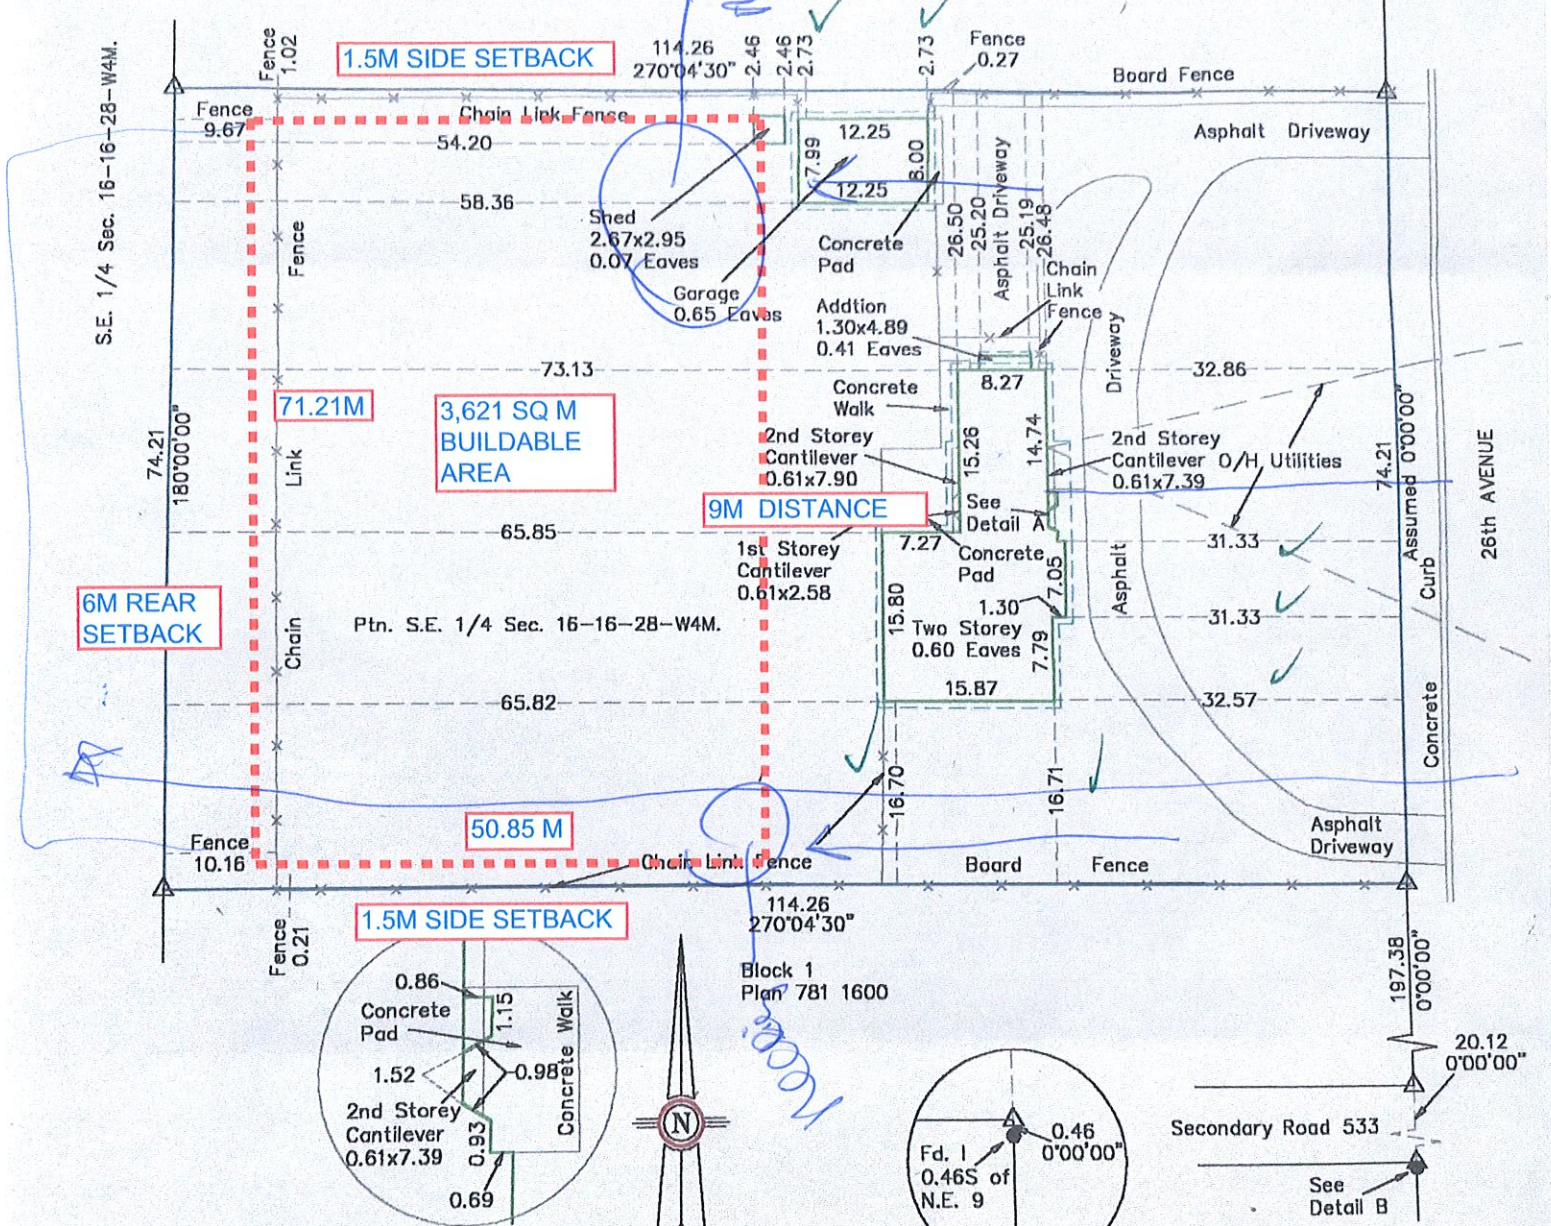 S.E. 1/4 Sec. 16-16-28-W4M.
Fence
1.02
1.5M SIDE SETBACK
114.26
270°04'30"
2.46
2.46
2.73
2.73
Fence
0.27
Board Fence
Fence
9.67
Chain Link Fence
54.20
12.25
7.99
8.00
12.25
Asphalt Driveway
Asphalt Driveway
58.36
Shed
2.67x2.95
0.07 Eaves
Fence
Concrete
Pad
26.50
25.20
25.19
26.48
Garage
0.65 Eaves
Chain
Link
Fence
Addtion
1.30x4.89
0.41 Eaves
Driveway
73.13
8.27
32.86
71.21M
3,621 SQ M
BUILDABLE
AREA
Concrete
Walk
2nd Storey
Cantilever
0.61x7.90
15.26
14.74
2nd Storey
Cantilever
0.61x7.39
O/H Utilities
74.21
180°00'00"
Link
74.21
Assumed 0°00'00"
26th AVENUE
9M DISTANCE
See
Detail A
65.85
7.27
31.33
1st Storey
Cantilever
0.61x2.58
Concrete
Pad
7.05
Asphalt
Curb
6M REAR
SETBACK
Chain
Ptn. S.E. 1/4 Sec. 16-16-28-W4M.
15.80
1.30
Two Storey
0.60 Eaves
7.79
31.33
65.82
15.87
32.57
Concrete
16.70
16.71
50.85 M
Asphalt
Driveway
Fence
10.16
Chain Link Fence
Board Fence
Fence
0.21
1.5M SIDE SETBACK
114.26
270°04'30"
Block 1
Plan 781 1600
197.38
0°00'00"
0.86
1.15
Concrete
Pad
Concrete Walk
1.52
0.98
2nd Storey
Cantilever
0.61x7.39
0.93
0.69
N
0.46
0°00'00"
Fd. I
0.46S of
N.E. 9
20.12
0°00'00"
Secondary Road 533
See
Detail B